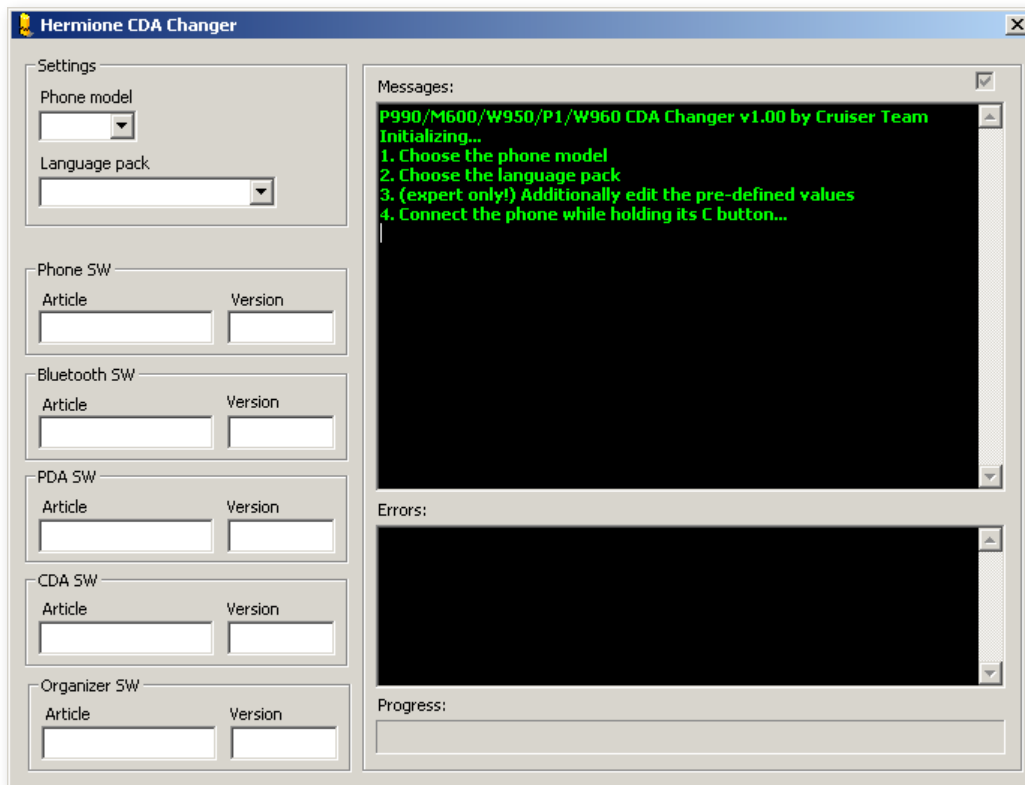 Hermione CDA Changer
Settings
Phone model
Language pack
Phone SW
Article Version
Bluetooth SW
Article Version
PDA SW
Article Version
CDA SW
Article Version
Organizer SW
Article Version
Messages:
P990/M600/W950/P1/W960 CDA Changer v1.00 by Cruiser Team
Initializing...
1. Choose the phone model
2. Choose the language pack
3. (expert only!) Additionally edit the pre-defined values
4. Connect the phone while holding its C button...
Errors:
Progress: